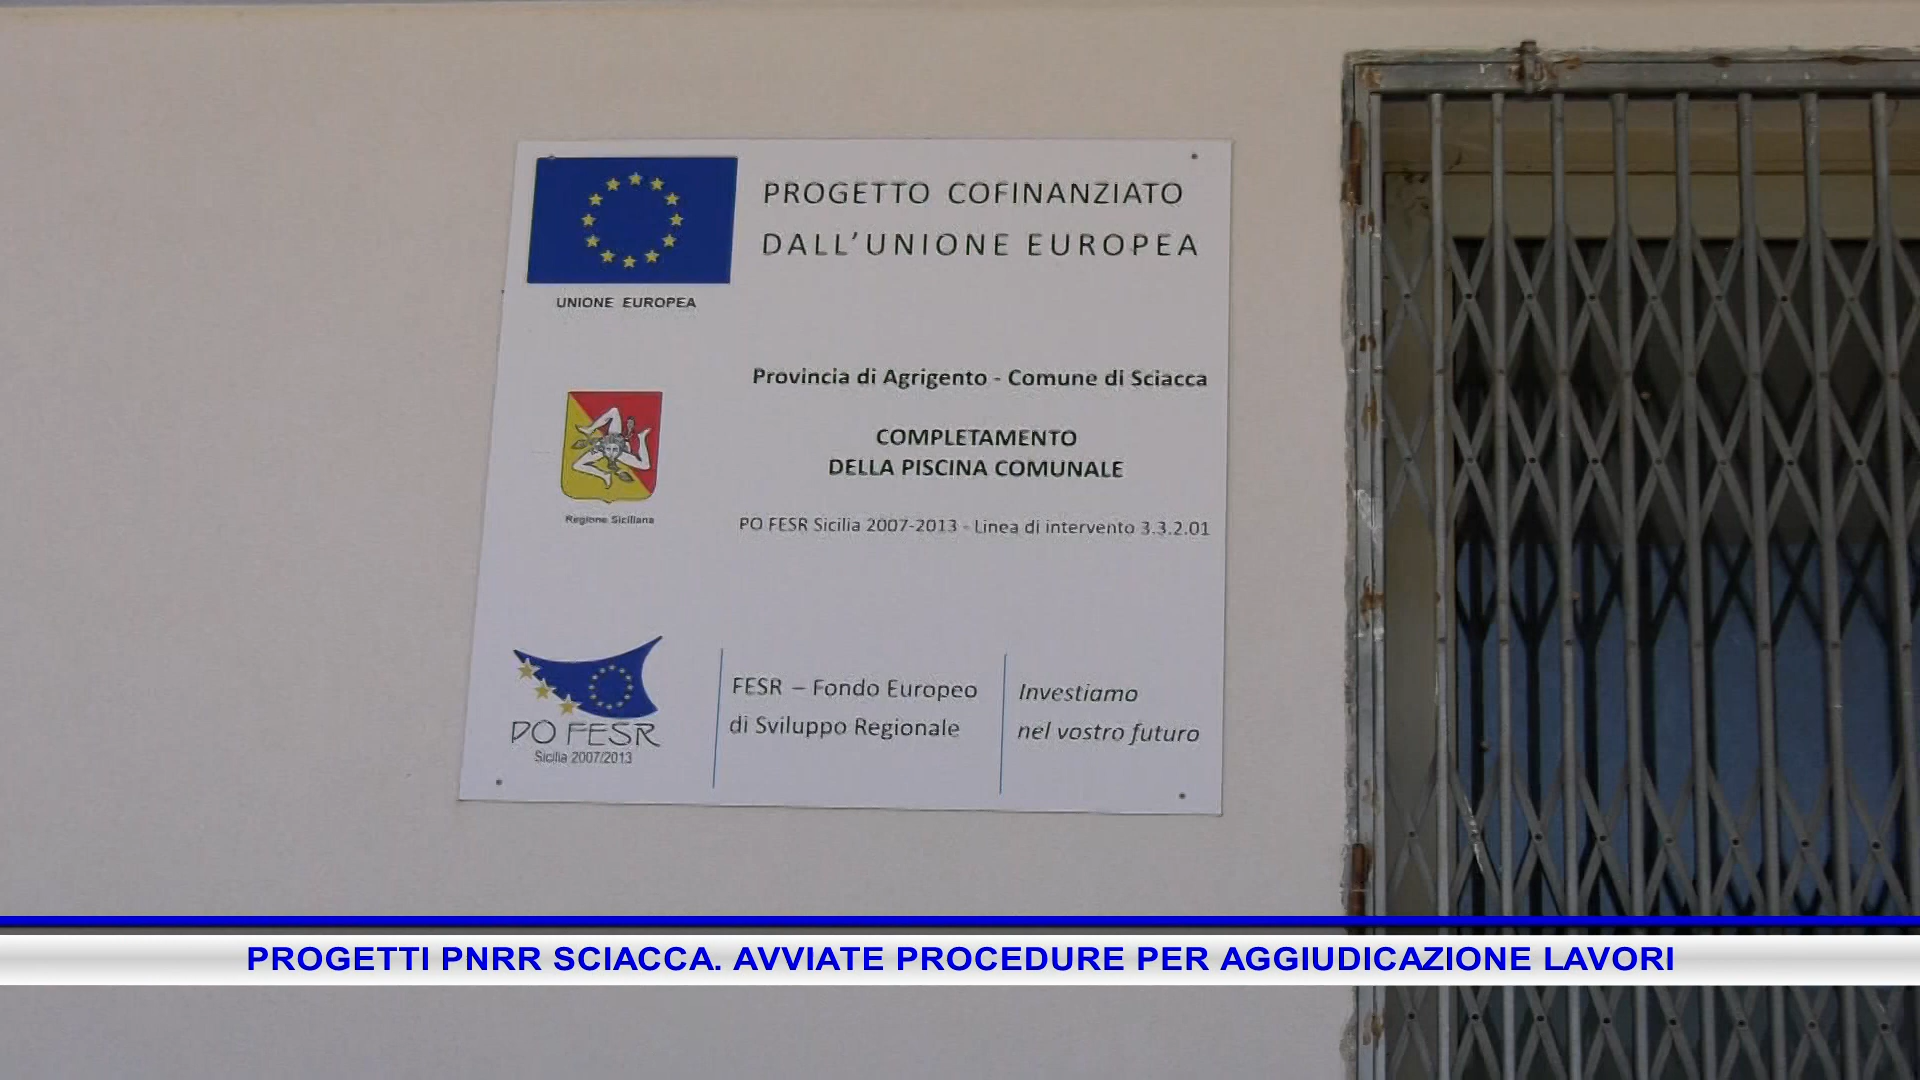 PROGETTO COFINANZIATO
DALL'UNIONE EUROPEA
UNIONE EUROPEA
Provincia di Agrigento - Comune di Sciacca
COMPLETAMENTO
DELLA PISCINA COMUNALE
Regione Siciliana
PO FESR Sicilia 2007-2013 - Linea di intervento 3.3.2.01
PO FESR
Sicilia 2007/2013
FESR – Fondo Europeo
di Sviluppo Regionale
Investiamo
nel vostro futuro
PROGETTI PNRR SCIACCA. AVVIATE PROCEDURE PER AGGIUDICAZIONE LAVORI